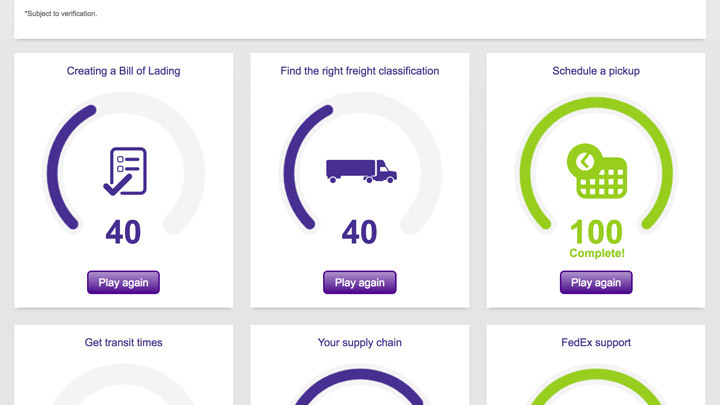 *Subject to verification.
Creating a Bill of Lading
Find the right freight classification
Schedule a pickup
40
40
100
Complete!
Play again
Play again
Play again
Get transit times
Your supply chain
FedEx support